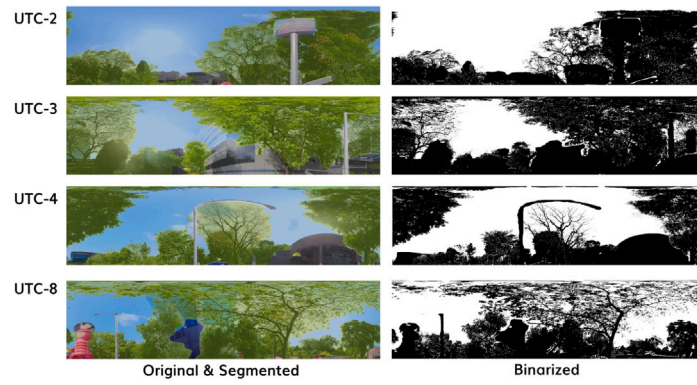 UTC-2
UTC-3
UTC-4
UTC-8
Original & Segmented
Binarized